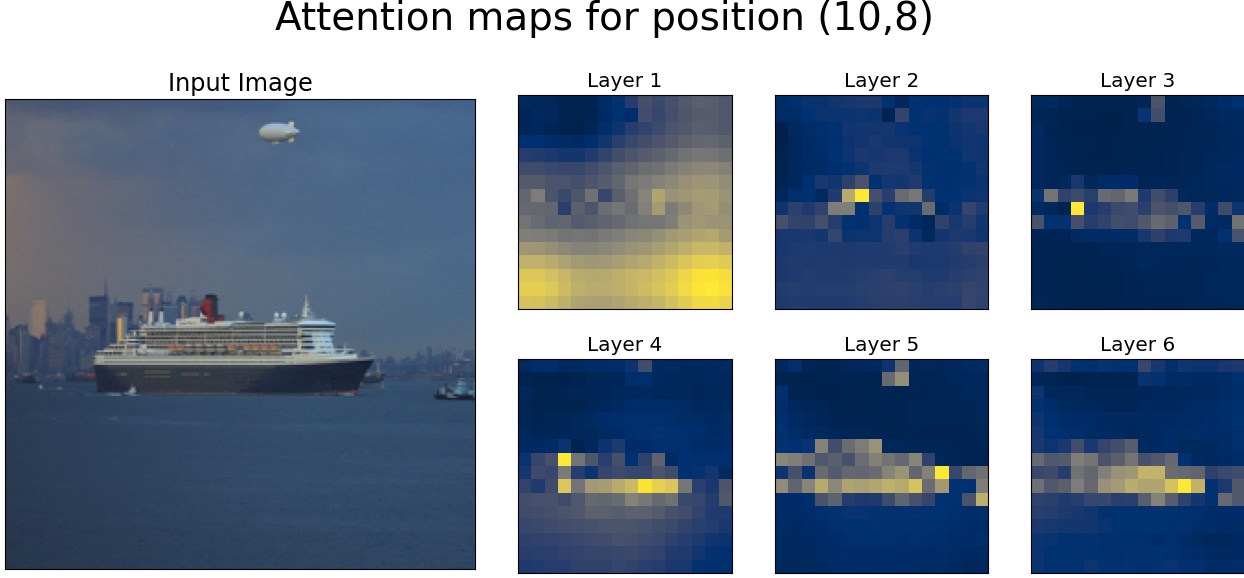 Attention maps for position (10,8)
Input Image
Layer 1
Layer 2
Layer 3
Layer 4
Layer 5
Layer 6